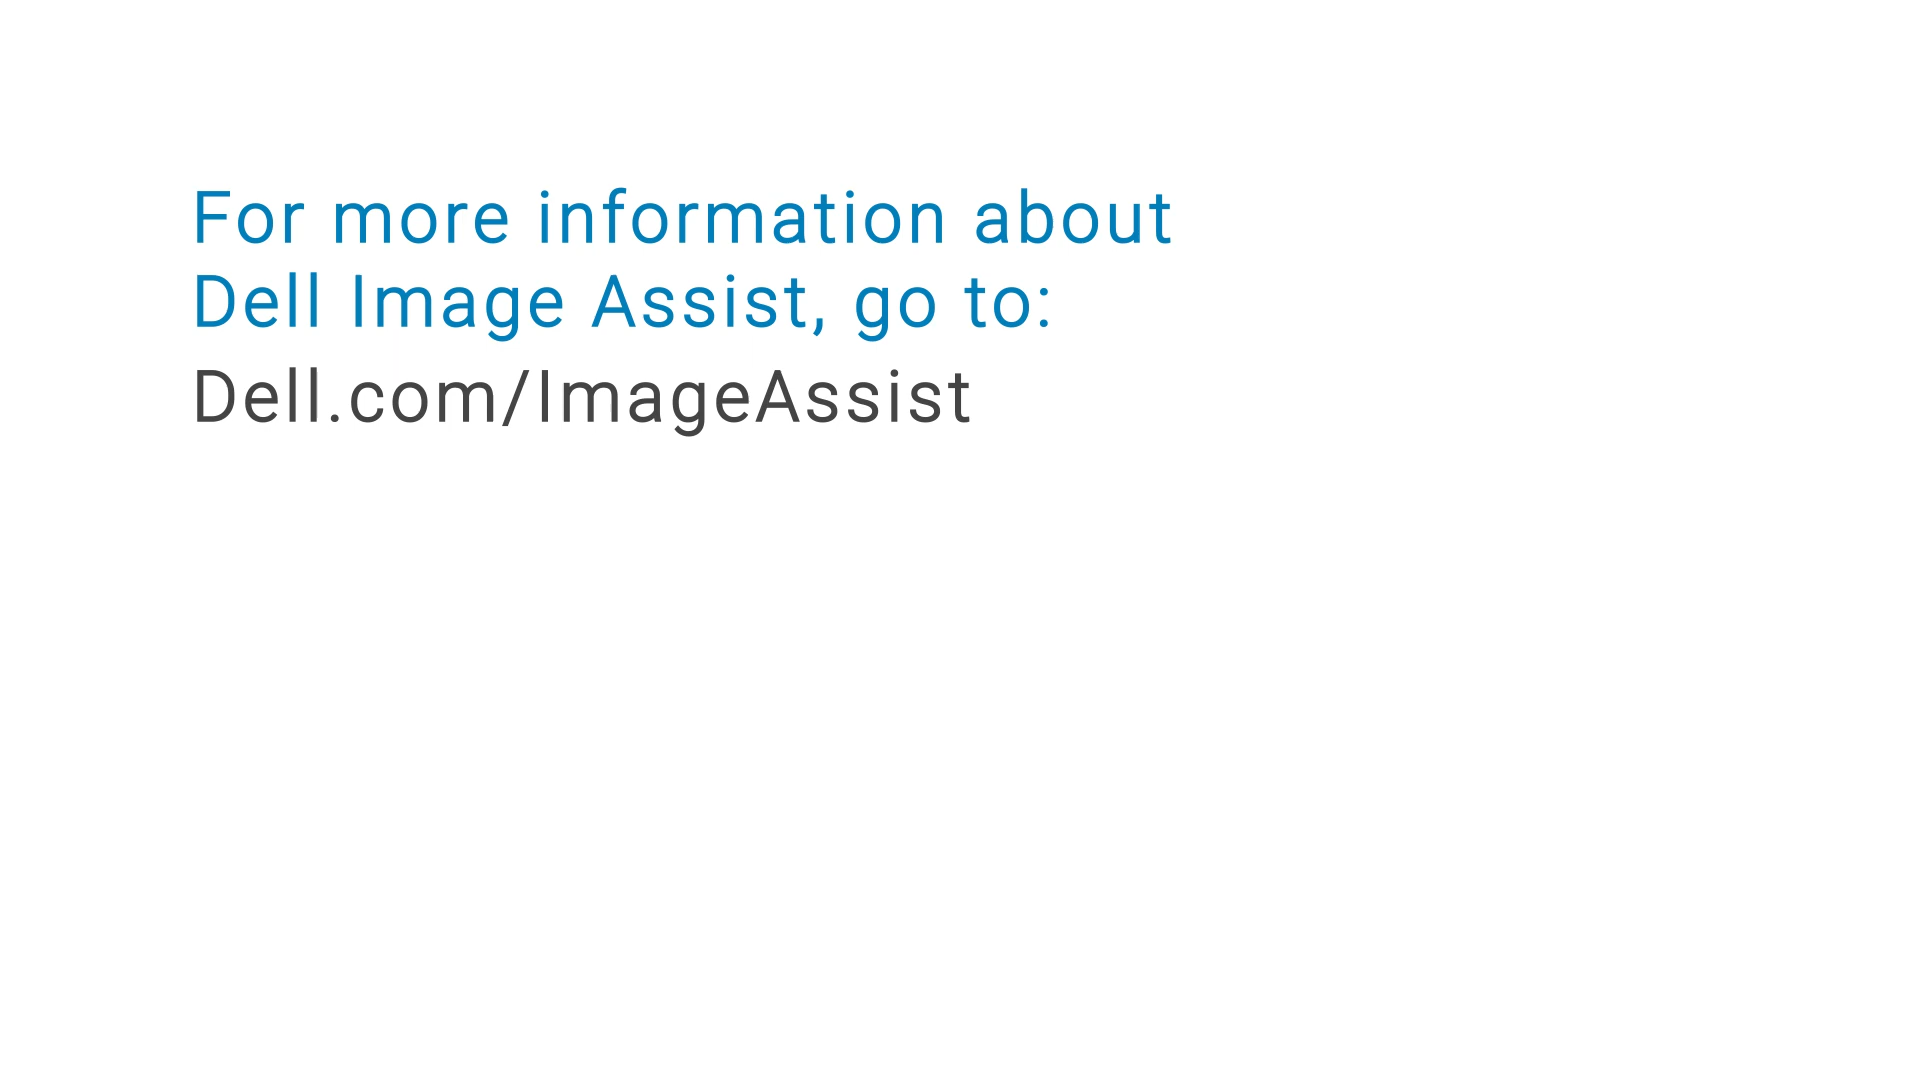 For more information about
Dell Image Assist, go to:
Dell.com/ImageAssist